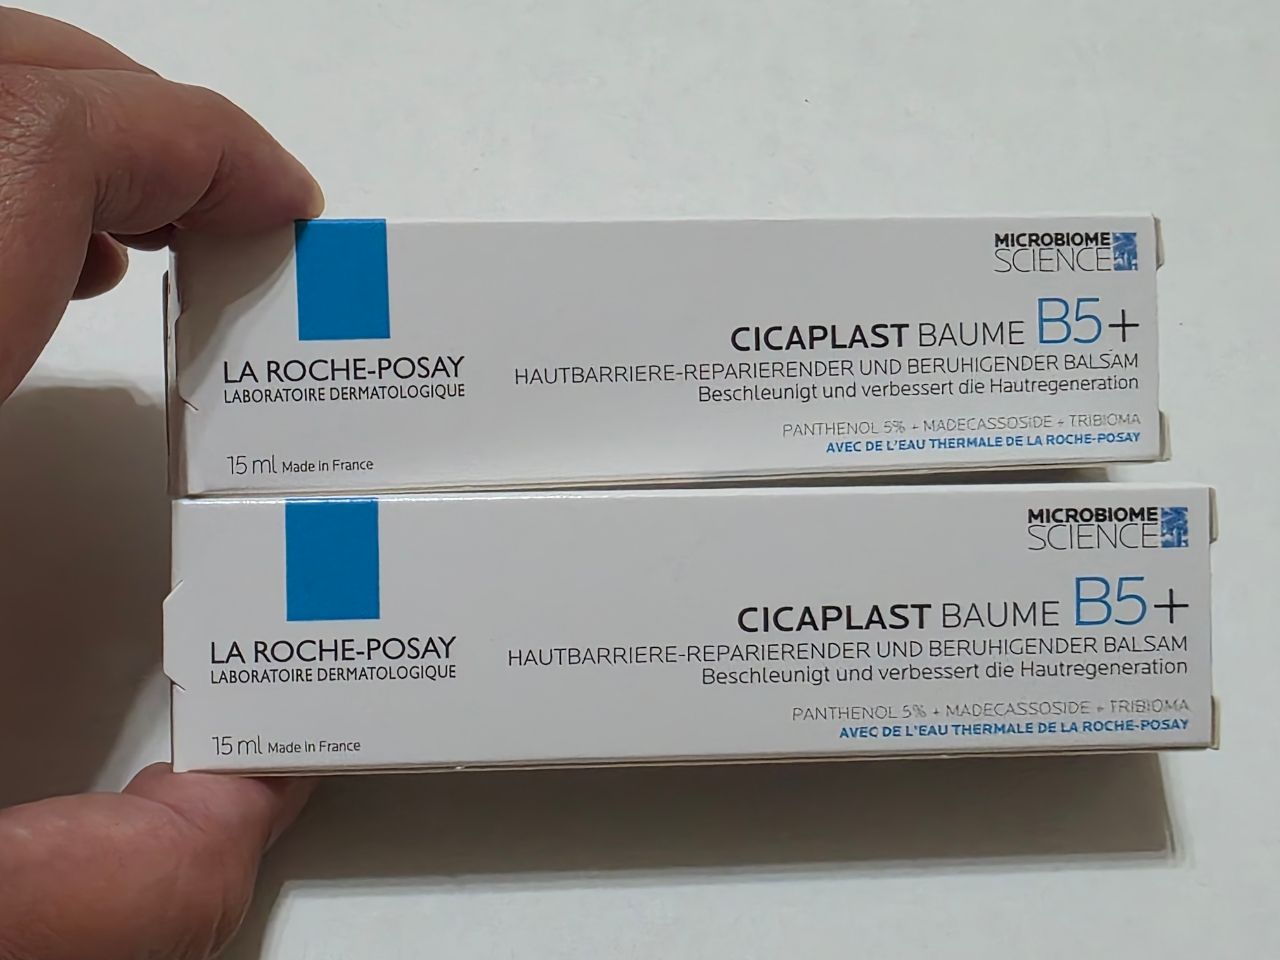 MICROBIOME
SCIENCE
CICAPLAST BAUME B5+
LA ROCHE-POSAY
LABORATOIRE DERMATOLOGIQUE
HAUTBARRIERE-REPARIERENDER UND BERUHIGENDER BALSAM
Beschleunigt und verbessert die Hautregeneration
PANTHENOL 5% + MADECASSOSIDE + TRIBIOMA
AVEC DE L'EAU THERMALE DE LA ROCHE-POSAY
15 ml Made in France
MICROBIOME
SCIENCE
CICAPLAST BAUME B5+
LA ROCHE-POSAY
LABORATOIRE DERMATOLOGIQUE
HAUTBARRIERE-REPARIERENDER UND BERUHIGENDER BALSAM
Beschleunigt und verbessert die Hautregeneration
PANTHENOL 5% + MADECASSOSIDE + TRIBIOMA
AVEC DE L'EAU THERMALE DE LA ROCHE-POSAY
15 ml Made in France